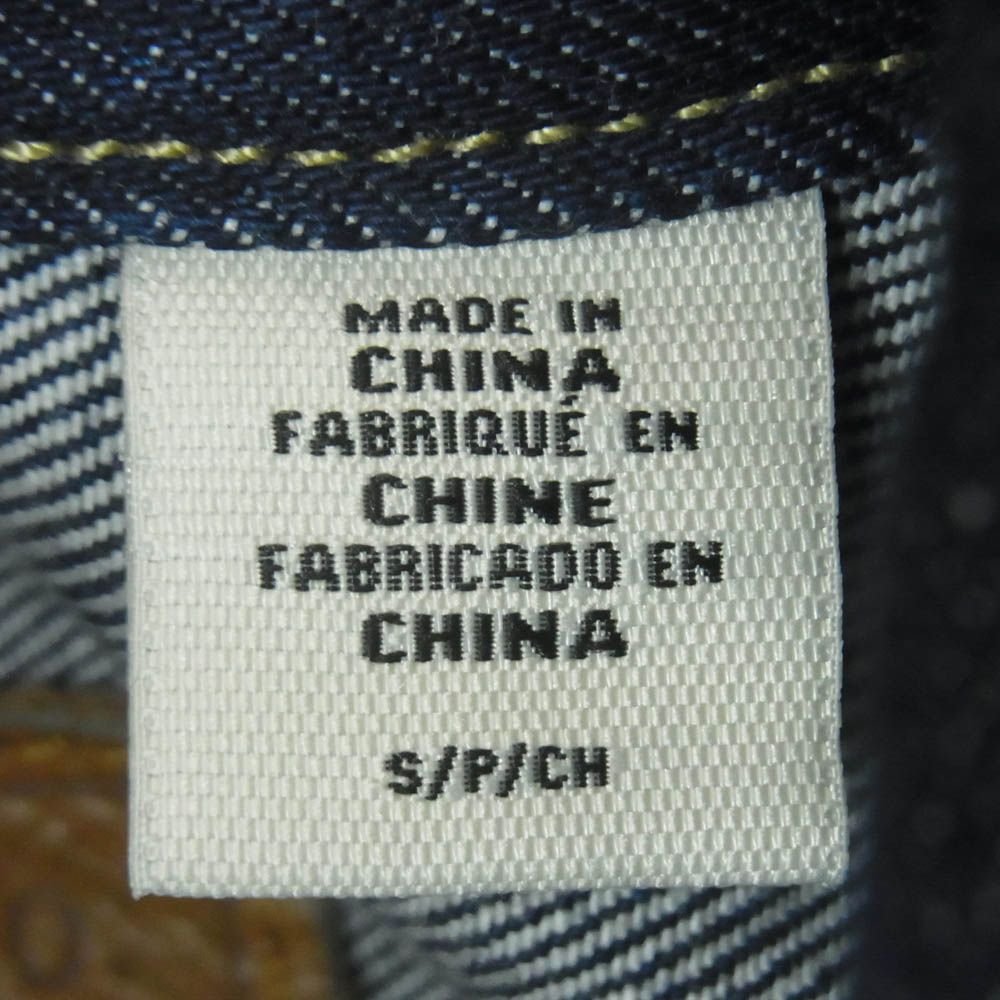 MADE IN
CHINA
FABRIQUÉ EN
CHINE
FABRICADO EN
CHINA
S/P/CH